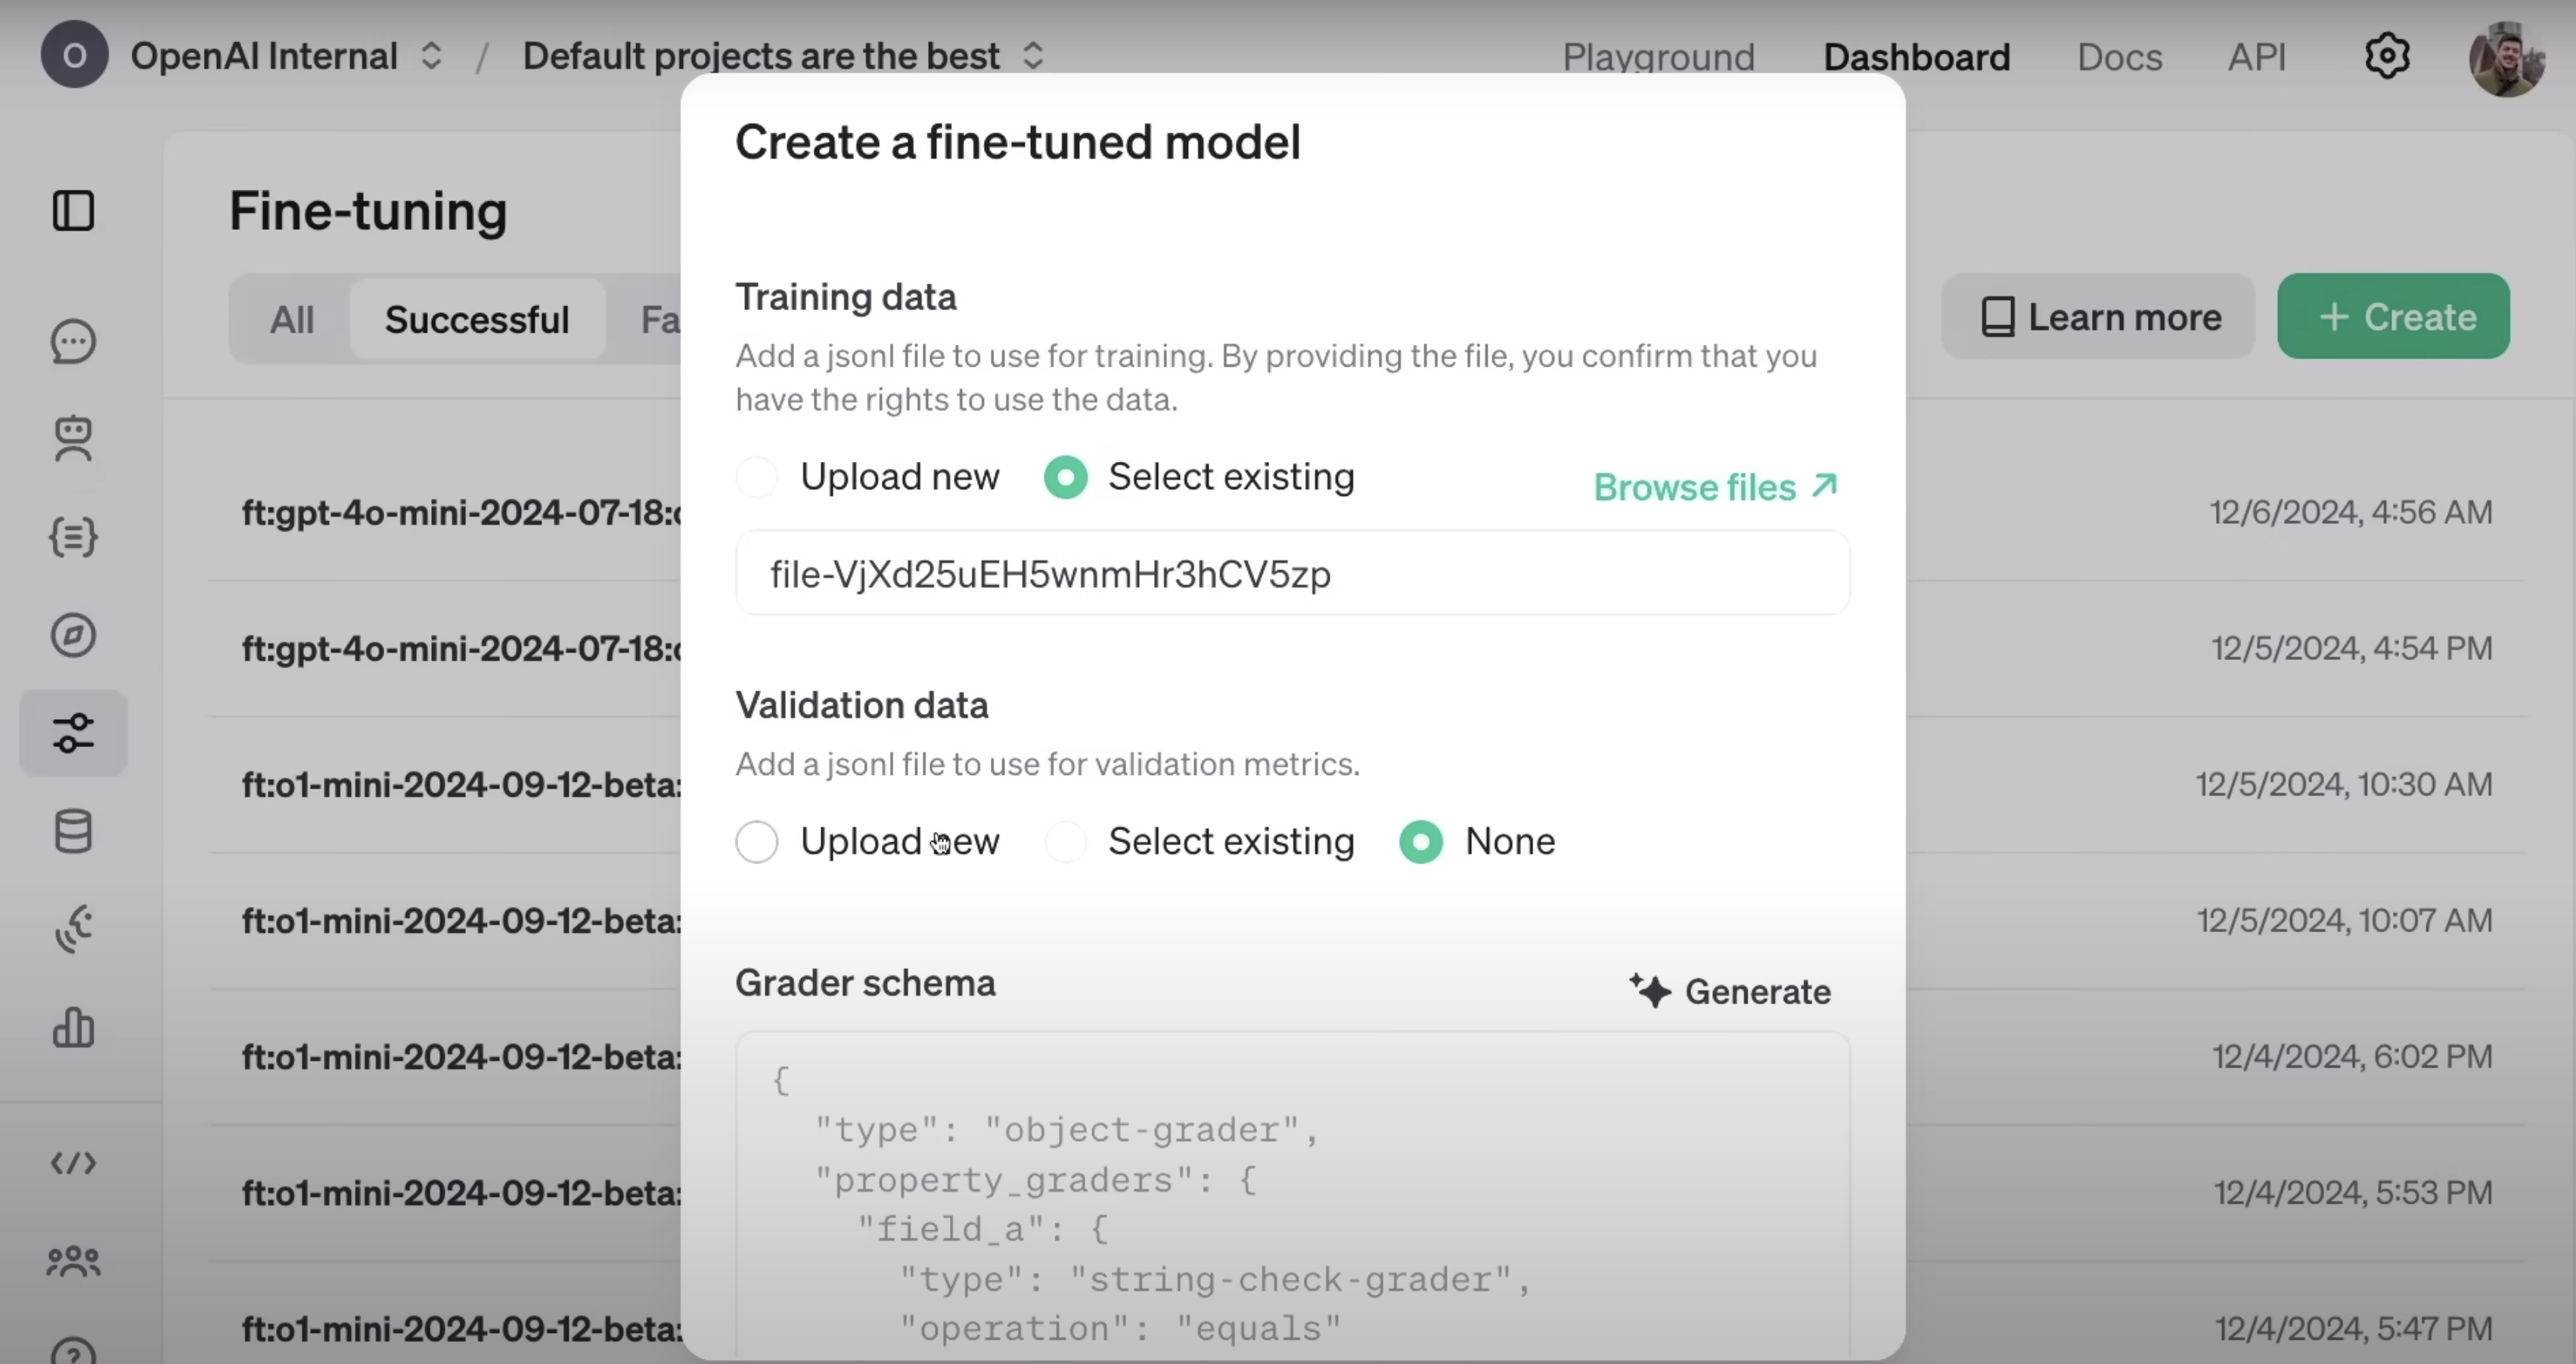 O OpenAI Internal / Default projects are the best
Playground Dashboard Docs API
Create a fine-tuned model
Fine-tuning
All Successful Fa
Learn more + Create
Training data
Add a jsonl file to use for training. By providing the file, you confirm that you
have the rights to use the data.
Upload new Select existing Browse files
file-VjXd25uEH5wnmHr3hCV5zp
Validation data
Add a jsonl file to use for validation metrics.
Upload new Select existing None
Grader schema Generate
{
"type": "object-grader",
"property_graders": {
"field_a": {
"type": "string-check-grader",
"operation": "equals"
ft:gpt-4o-mini-2024-07-18: 12/6/2024, 4:56 AM
ft:gpt-4o-mini-2024-07-18: 12/5/2024, 4:54 PM
ft:o1-mini-2024-09-12-beta: 12/5/2024, 10:30 AM
ft:o1-mini-2024-09-12-beta: 12/5/2024, 10:07 AM
ft:o1-mini-2024-09-12-beta: 12/4/2024, 6:02 PM
ft:o1-mini-2024-09-12-beta: 12/4/2024, 5:53 PM
ft:o1-mini-2024-09-12-beta: 12/4/2024, 5:47 PM